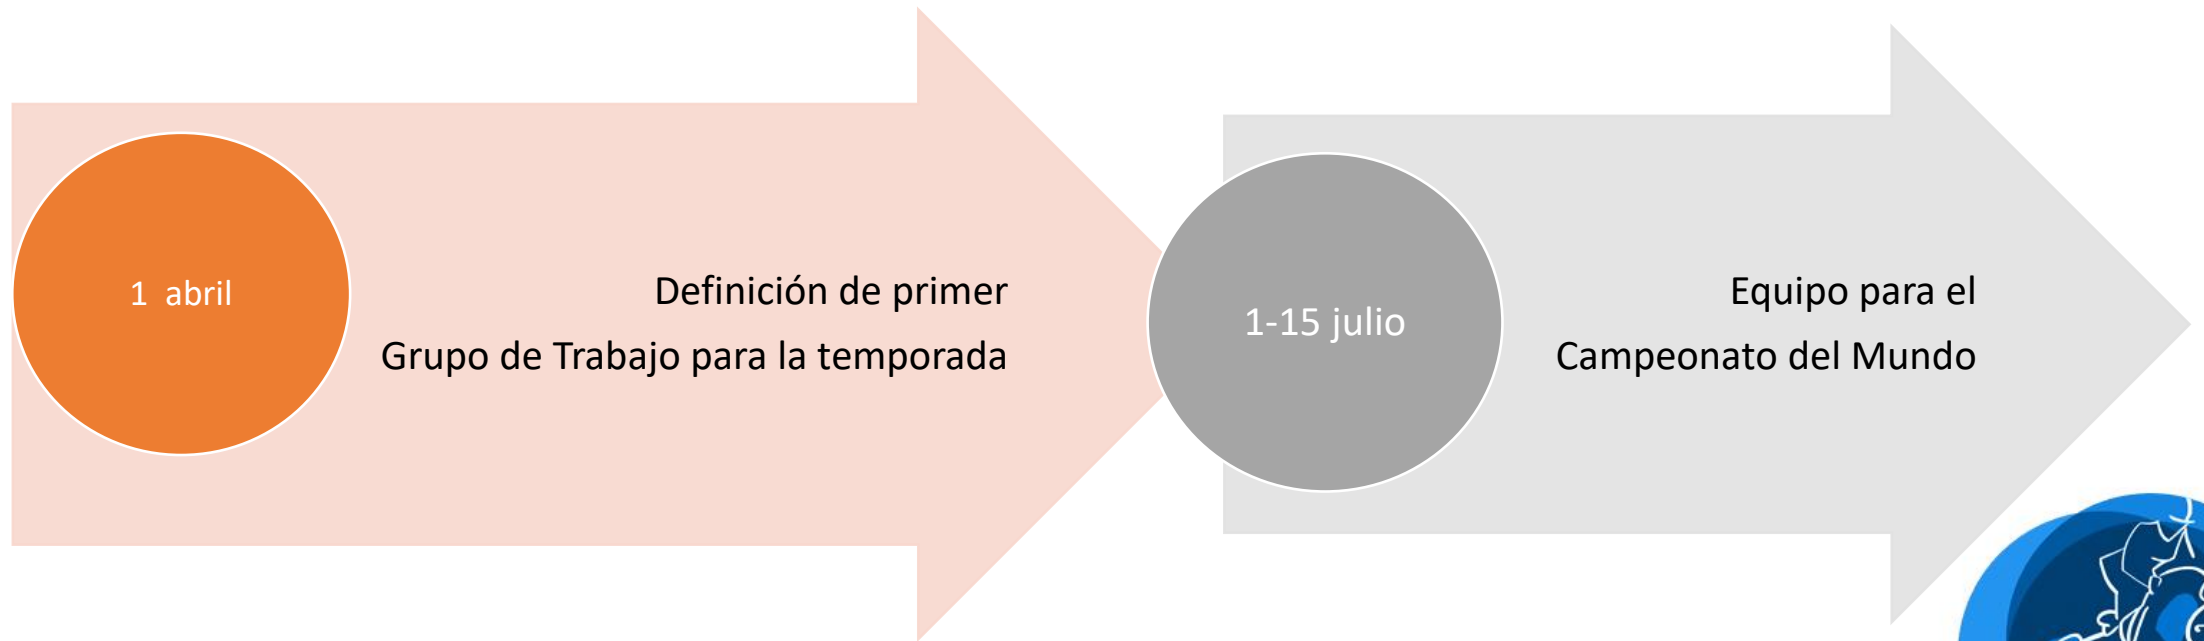 1 abril
Definición de primer
Grupo de Trabajo para la temporada
1-15 julio
Equipo para el
Campeonato del Mundo